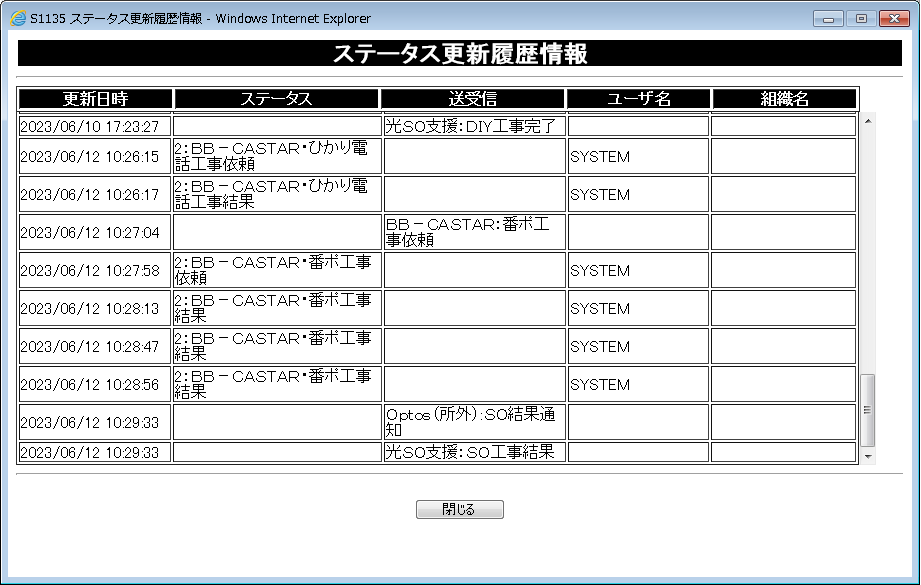 S1135 ステータス更新履歴情報 - Windows Internet Explorer
ステータス更新履歴情報
更新日時 ステータス 送受信 ユーザ名 組織名
2023/06/10 17:23:27 光SO支援:DIY工事完了
2023/06/12 10:26:15 2:BB－CASTAR・ひかり電 SYSTEM
話工事依頼
2023/06/12 10:26:17 2:BB－CASTAR・ひかり電 SYSTEM
話工事結果
2023/06/12 10:27:04 BB－CASTAR:番ポ工
事依頼
2023/06/12 10:27:58 2:BB－CASTAR・番ポ工事 SYSTEM
依頼
2023/06/12 10:28:13 2:BB－CASTAR・番ポ工事 SYSTEM
結果
2023/06/12 10:28:47 2:BB－CASTAR・番ポ工事 SYSTEM
結果
2023/06/12 10:28:56 2:BB－CASTAR・番ポ工事 SYSTEM
結果
2023/06/12 10:29:33 Optos(所外):SO結果通
知
2023/06/12 10:29:33 光SO支援:SO工事結果
閉じる